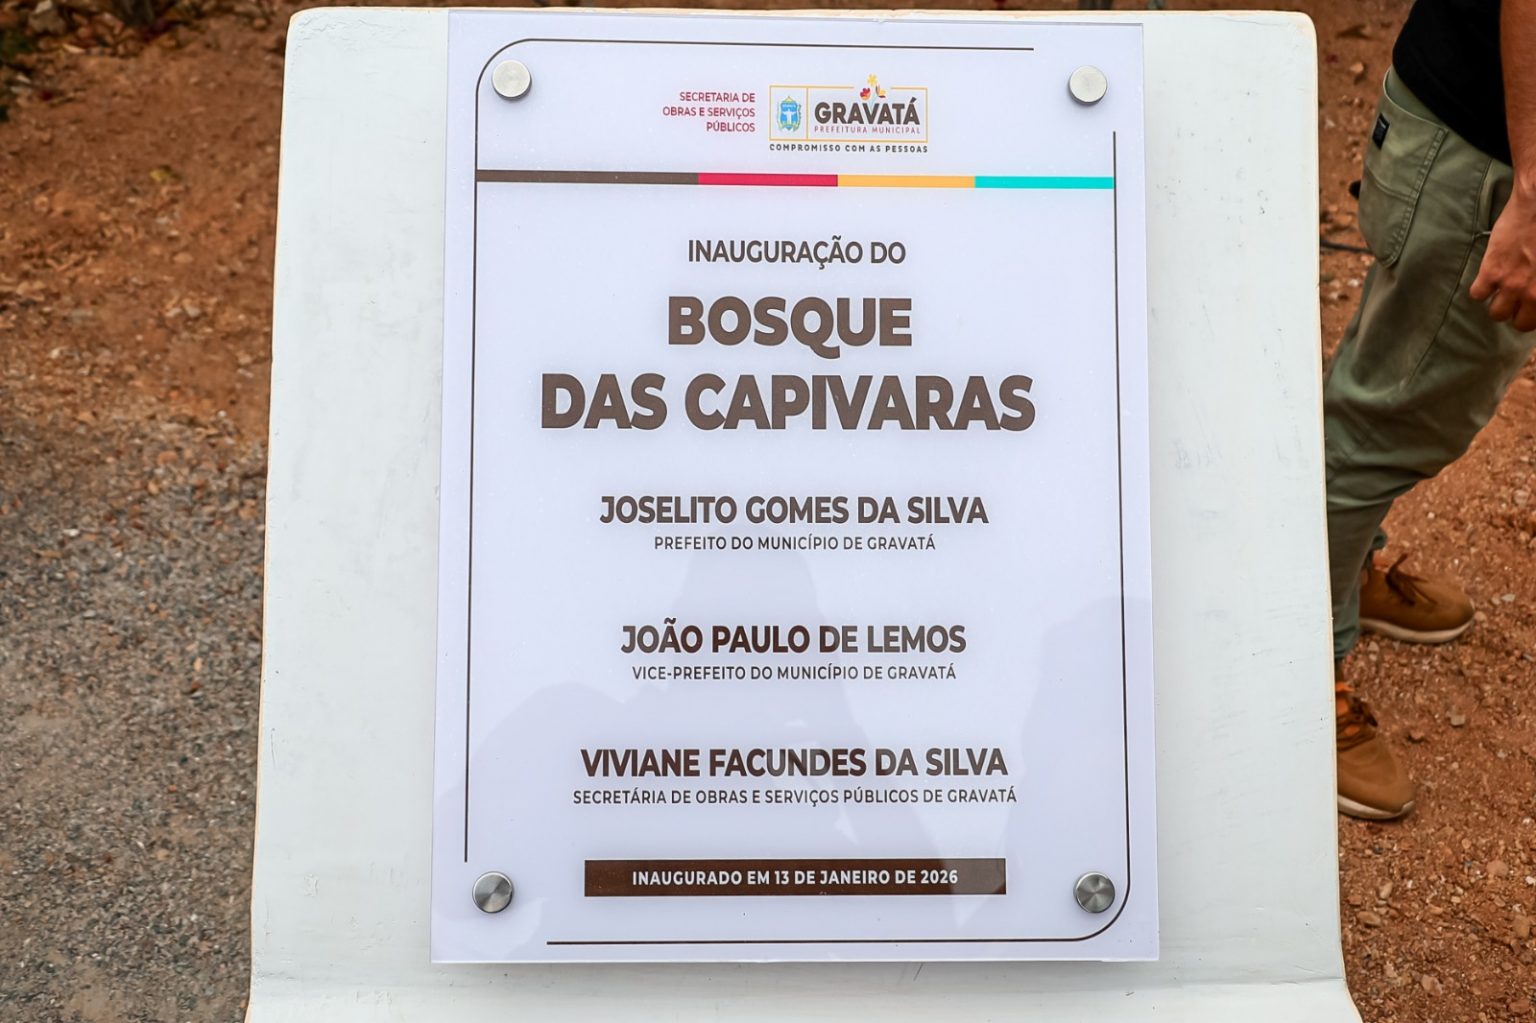 SECRETARIA DE
OBRAS E SERVIÇOS
PÚBLICOS
GRAVATÁ
PREFEITURA MUNICIPAL
COMPROMISSO COM AS PESSOAS
INAUGURAÇÃO DO
BOSQUE
DAS CAPIVARAS
JOSELITO GOMES DA SILVA
PREFEITO DO MUNICÍPIO DE GRAVATÁ
JOÃO PAULO DE LEMOS
VICE-PREFEITO DO MUNICÍPIO DE GRAVATÁ
VIVIANE FACUNDES DA SILVA
SECRETÁRIA DE OBRAS E SERVIÇOS PÚBLICOS DE GRAVATÁ
INAUGURADO EM 13 DE JANEIRO DE 2026